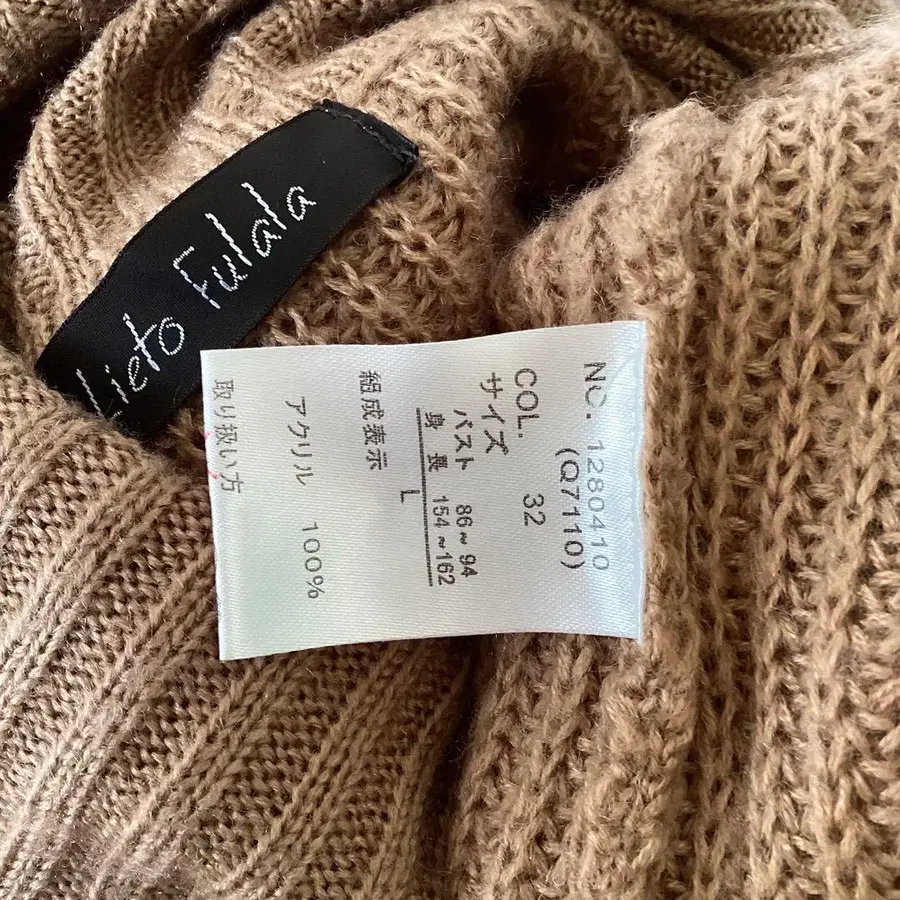 Lieto Fulala
NO. 1280410
(Q7110)
COL. 32
サイズ
バスト 86~94
身長 154~162
L
組成表示
アクリル 100%
取り扱い方